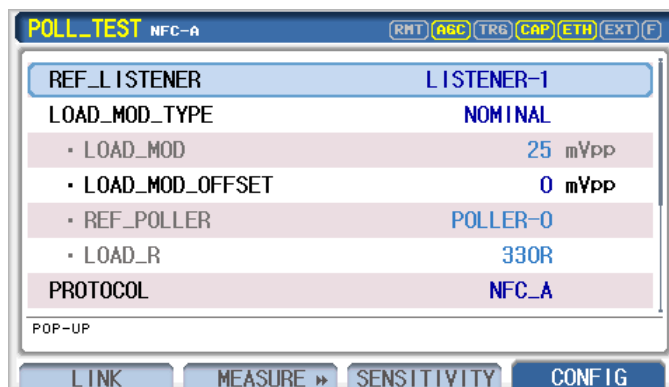 POLL_TEST NFC-A RMT AGC TRG CAP ETH EXT F
REF_LISTENER LISTENER-1
LOAD_MOD_TYPE NOMINAL
· LOAD_MOD 25 mVpp
· LOAD_MOD_OFFSET 0 mVpp
· REF_POLLER POLLER-0
· LOAD_R 330R
PROTOCOL NFC_A
POP-UP
LINK MEASURE » SENSITIVITY CONFIG